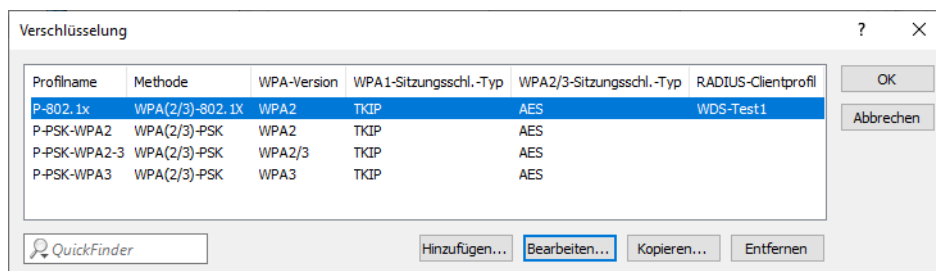 Verschlüsselung ? ×
Profilname Methode WPA-Version WPA1-Sitzungsschl.-Typ WPA2/3-Sitzungsschl.-Typ RADIUS-Clientprofil OK
P-802.1x WPA(2/3)-802.1X WPA2 TKIP AES WDS-Test1
P-PSK-WPA2 WPA(2/3)-PSK WPA2 TKIP AES Abbrechen
P-PSK-WPA2-3 WPA(2/3)-PSK WPA2/3 TKIP AES
P-PSK-WPA3 WPA(2/3)-PSK WPA3 TKIP AES
QuickFinder Hinzufügen... Bearbeiten... Kopieren... Entfernen